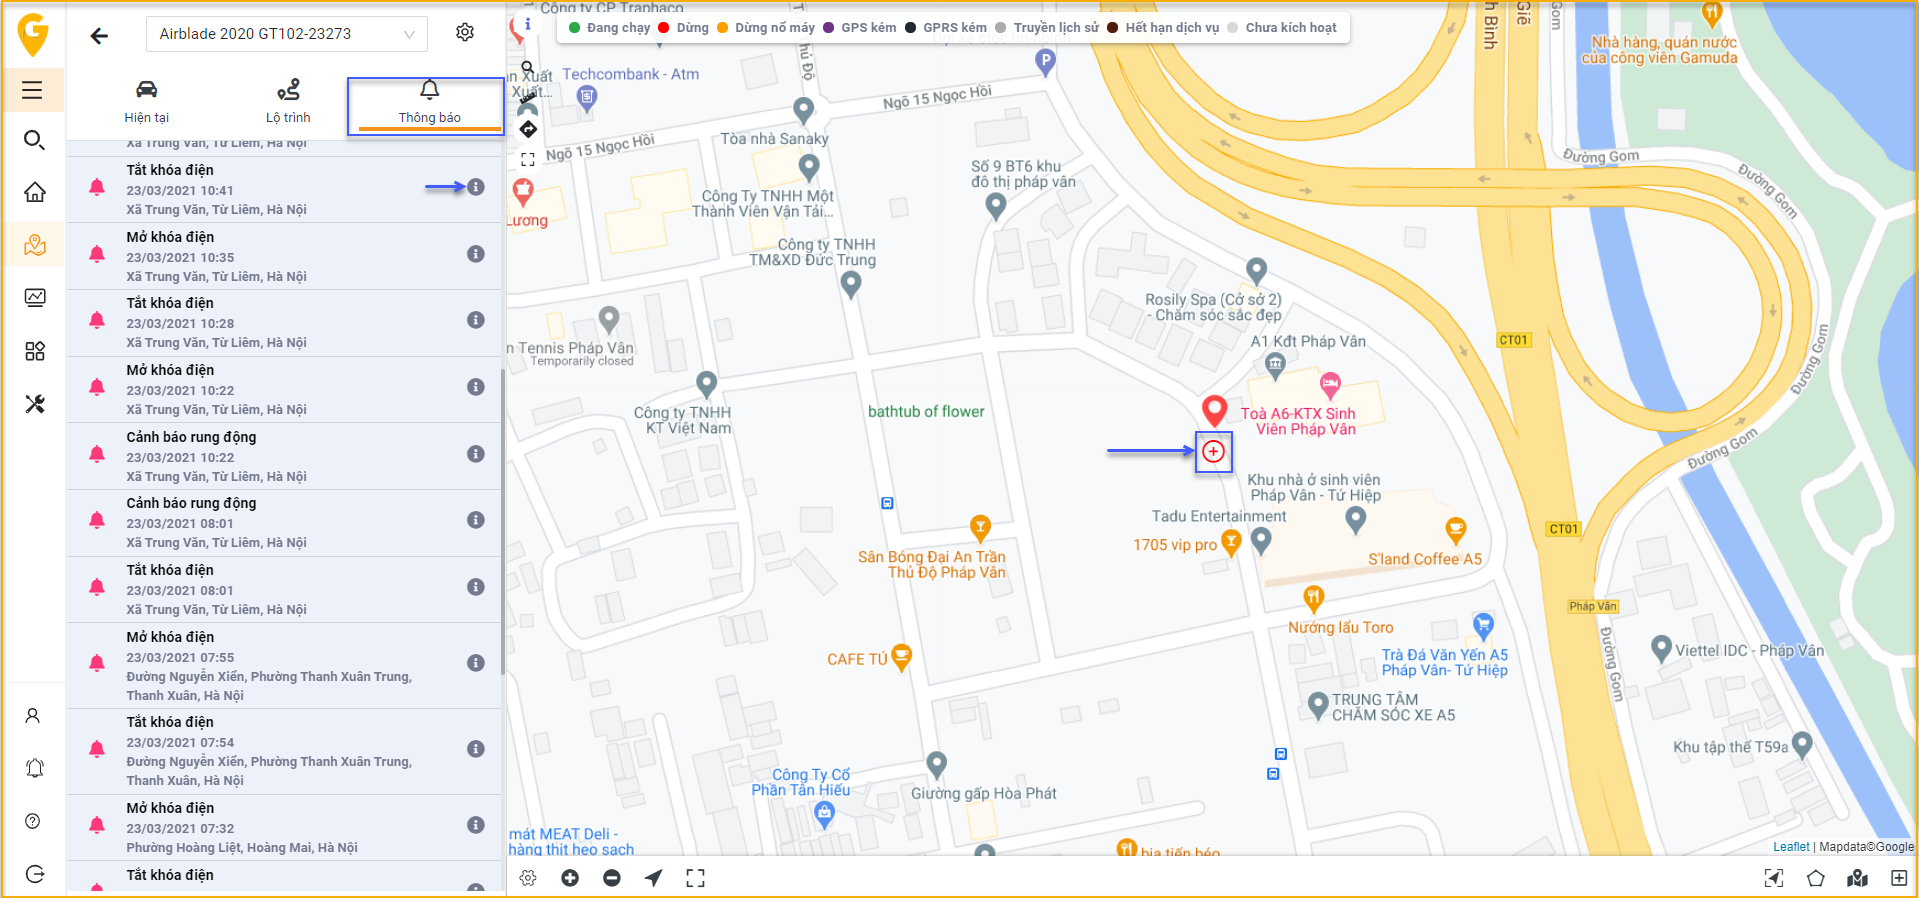 Airblade 2020 GT102-23273
Hiện tại
Lộ trình
Thông báo
Xã Trung Văn, Từ Liêm, Hà Nội
Tắt khóa điện
23/03/2021 10:41
Xã Trung Văn, Từ Liêm, Hà Nội
Mở khóa điện
23/03/2021 10:35
Xã Trung Văn, Từ Liêm, Hà Nội
Tắt khóa điện
23/03/2021 10:28
Xã Trung Văn, Từ Liêm, Hà Nội
Mở khóa điện
23/03/2021 10:22
Xã Trung Văn, Từ Liêm, Hà Nội
Cảnh báo rung động
23/03/2021 10:22
Xã Trung Văn, Từ Liêm, Hà Nội
Cảnh báo rung động
23/03/2021 08:01
Xã Trung Văn, Từ Liêm, Hà Nội
Tắt khóa điện
23/03/2021 08:01
Xã Trung Văn, Từ Liêm, Hà Nội
Mở khóa điện
23/03/2021 07:55
Đường Nguyễn Xiển, Phường Thanh Xuân Trung,
Thanh Xuân, Hà Nội
Tắt khóa điện
23/03/2021 07:54
Đường Nguyễn Xiển, Phường Thanh Xuân Trung,
Thanh Xuân, Hà Nội
Mở khóa điện
23/03/2021 07:32
Phường Hoàng Liệt, Hoàng Mai, Hà Nội
Tắt khóa điện
Công ty CP Traphaco
Đang chạy Dừng Dừng nổ máy GPS kém GPRS kém Truyền lịch sử Hết hạn dịch vụ Chưa kích hoạt
Thủ Độ
h Bình
Giẽ
Gom
Nhà hàng, quán nước
của công viên Gamuda
n Xuất
Xuất...
Techcombank - Atm
P
Ngõ 15 Ngọc Hồi
Ngõ 15 Ngọc Hồi
Tòa nhà Sanaky
Số 9 BT6 khu
đô thị pháp vân
Đường Gom
Đường Gom
Công Ty TNHH Một
Thành Viên Vận Tải...
Lương
Công ty TNHH
TM&XD Đức Trung
Rosily Spa (Cở sở 2)
- Chăm sóc sắc đẹp
A1 Kđt Pháp Vân
CT01
Đường Gom
n Tennis Pháp Vân
Temporarily closed
Công ty TNHH
KT Việt Nam
bathtub of flower
Toà A6-KTX Sinh
Viên Pháp Vân
Đường Gom
Khu nhà ở sinh viên
Pháp Vân - Tứ Hiệp
Tadu Entertainment
1705 vip pro
S'land Coffee A5
CT01
Sân Bóng Đại An Trần
Thủ Độ Pháp Vân
Pháp Vân
Nướng lẩu Toro
Đường Gom
Trà Đá Văn Yến A5
Pháp Vân- Tứ Hiệp
Viettel IDC - Pháp Vân
CAFE TÚ
TRUNG TÂM
CHĂM SÓC XE A5
Khu tập thể T59a
Công Ty Cổ
Phần Tân Hiếu
Giường gấp Hòa Phát
mát MEAT Deli -
hàng thịt heo sạch
bia tiến béo
Leaflet | Mapdata©Google